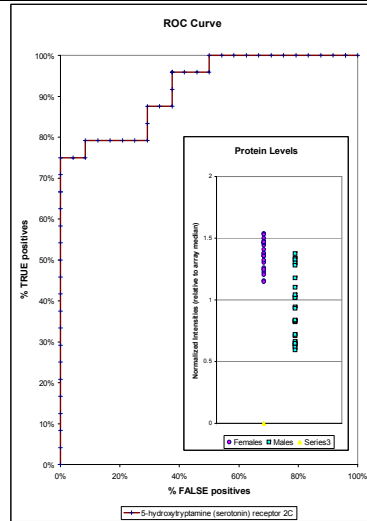 ROC Curve
100%
90%
80%
70%
60%
50%
40%
30%
20%
10%
0%
% TRUE positives
0% 20% 40% 60% 80% 100%
% FALSE positives
5-hydroxytryptamine (serotonin) receptor 2C
Protein Levels
Normalized Intensities (relative to array median)
2
1.5
1
0.5
0
Females Males Series3